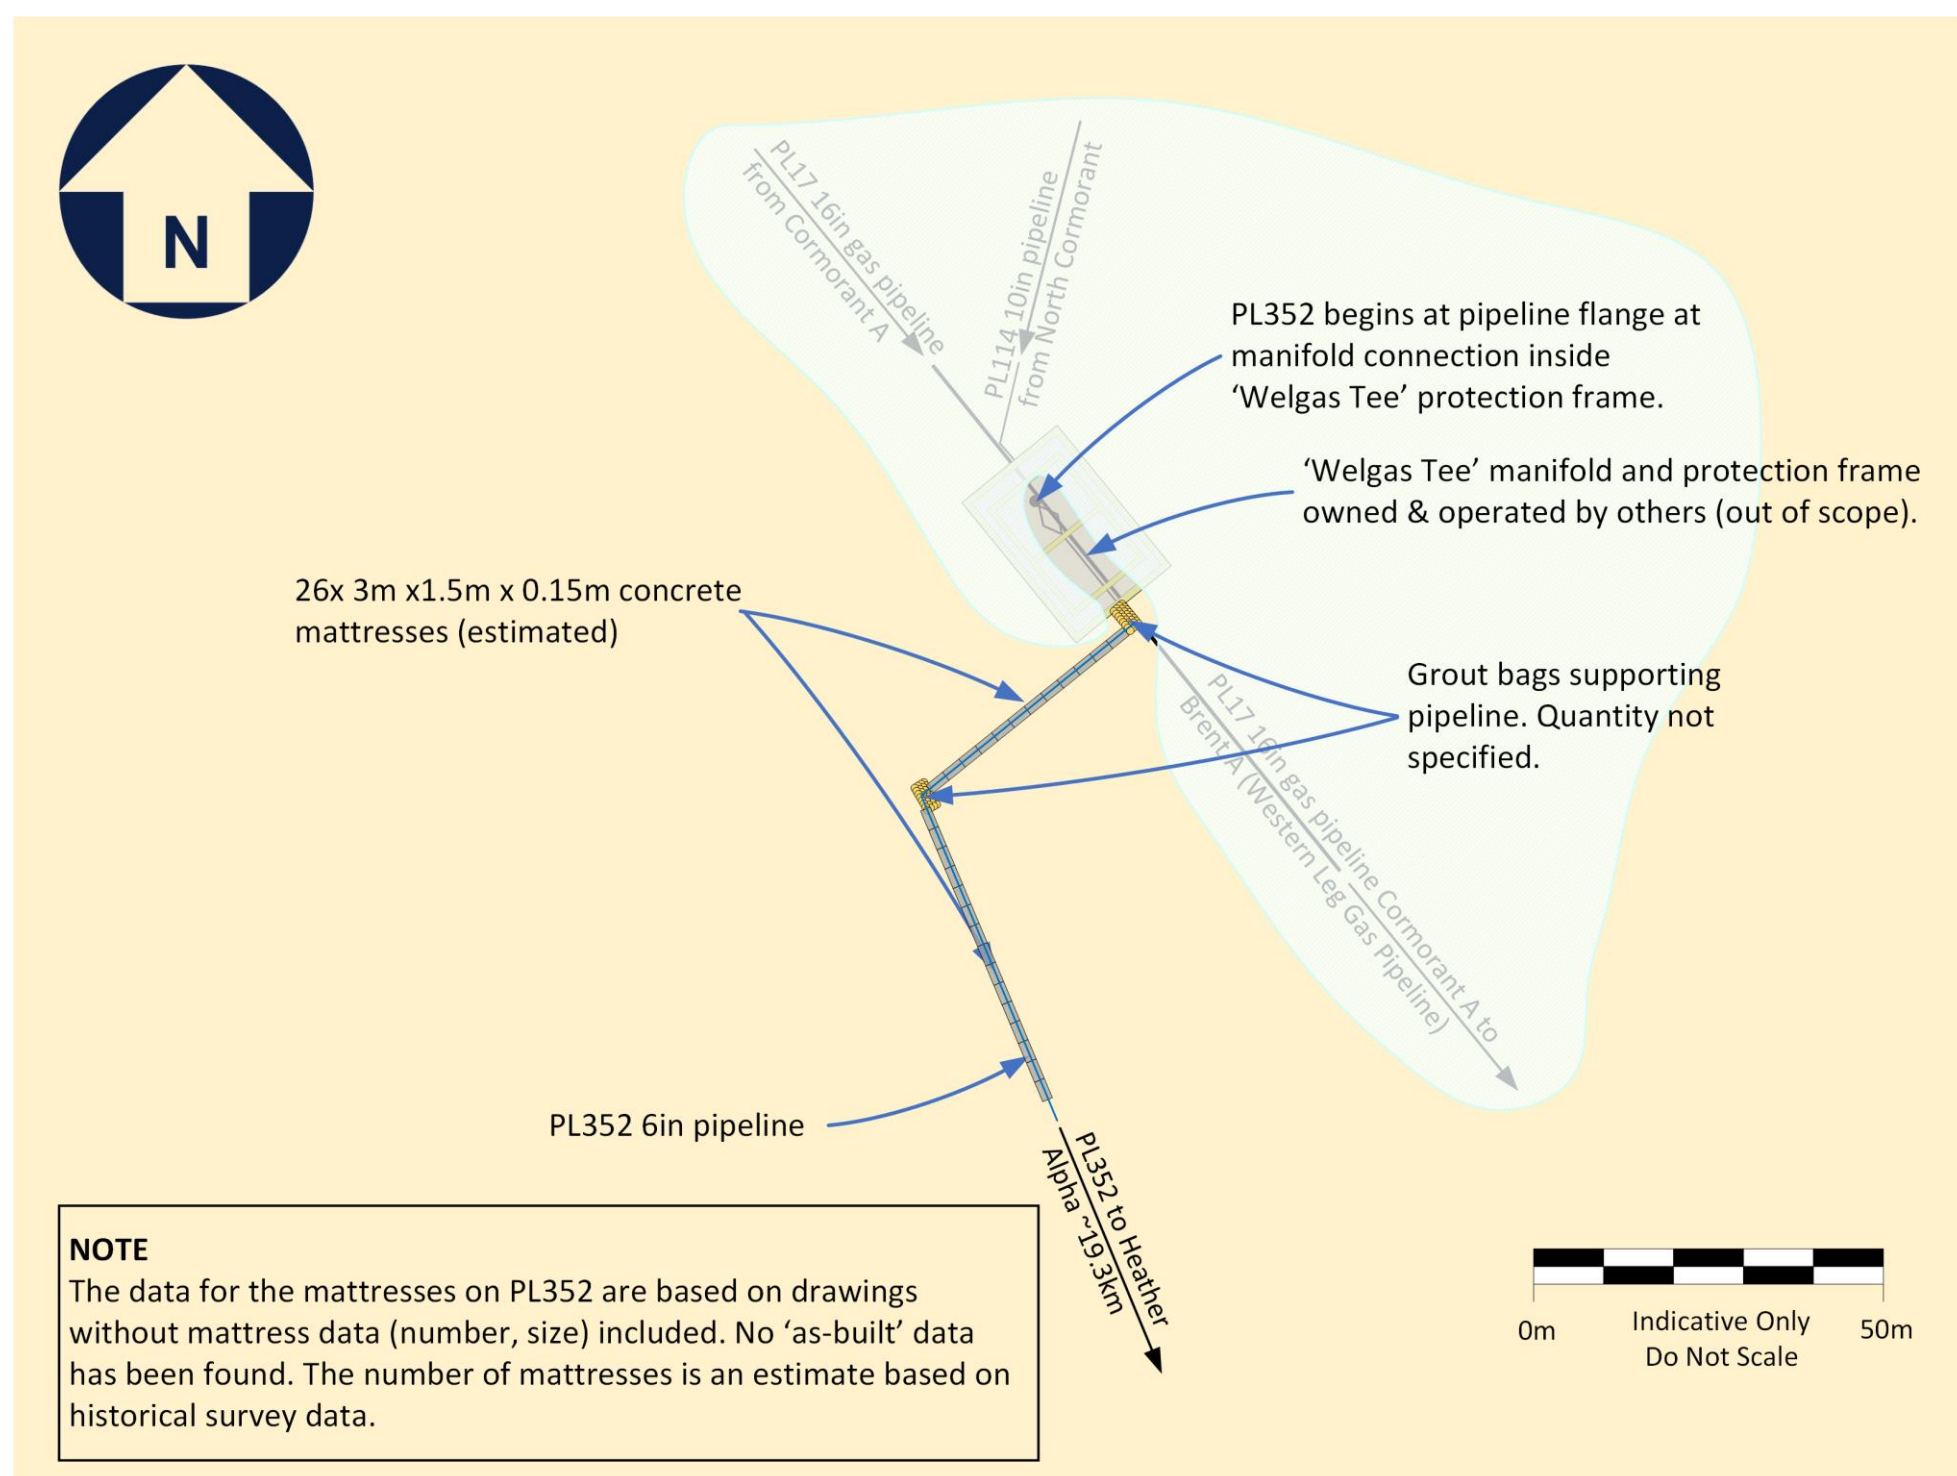 N
PL17 16in gas pipeline
from Cormorant A
PL114 10in pipeline
from North Cormorant
PL352 begins at pipeline flange at
manifold connection inside
‘Welgas Tee’ protection frame.
‘Welgas Tee’ manifold and protection frame
owned & operated by others (out of scope).
26x 3m x1.5m x 0.15m concrete
mattresses (estimated)
Grout bags supporting
pipeline. Quantity not
specified.
PL17 16in gas pipeline Cormorant A to
Brent A (Western Leg Gas Pipeline)
PL352 6in pipeline
PL352 to Heather
Alpha ~19.3km
NOTE
The data for the mattresses on PL352 are based on drawings
without mattress data (number, size) included. No ‘as-built’ data
has been found. The number of mattresses is an estimate based on
historical survey data.
0m
Indicative Only
Do Not Scale
50m